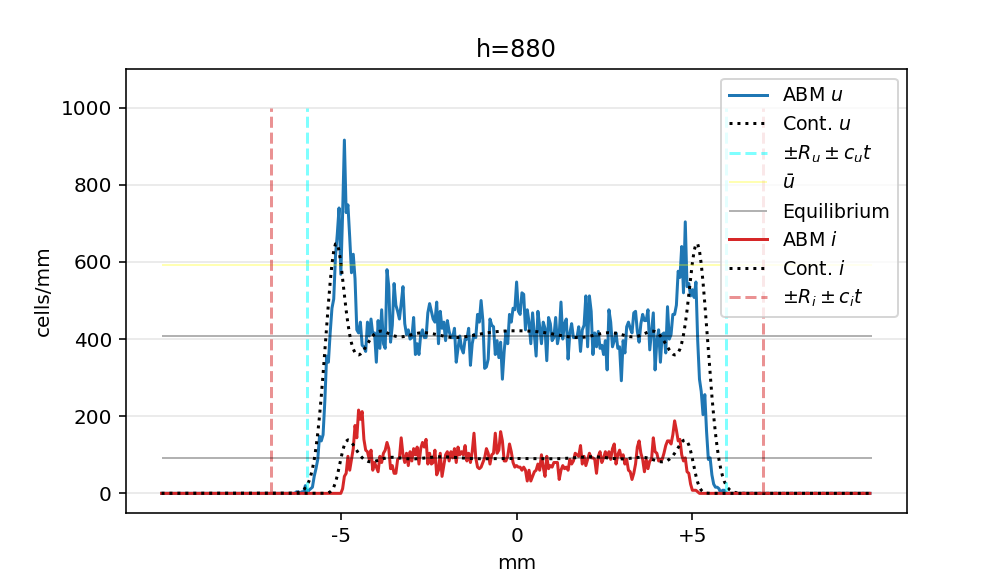 h=880
1000
800
600
400
200
0
cells/mm
-5
0
+5
mm
ABM u
Cont. u
±R_u ± c_u t
ū
Equilibrium
ABM i
Cont. i
±R_i ± c_i t